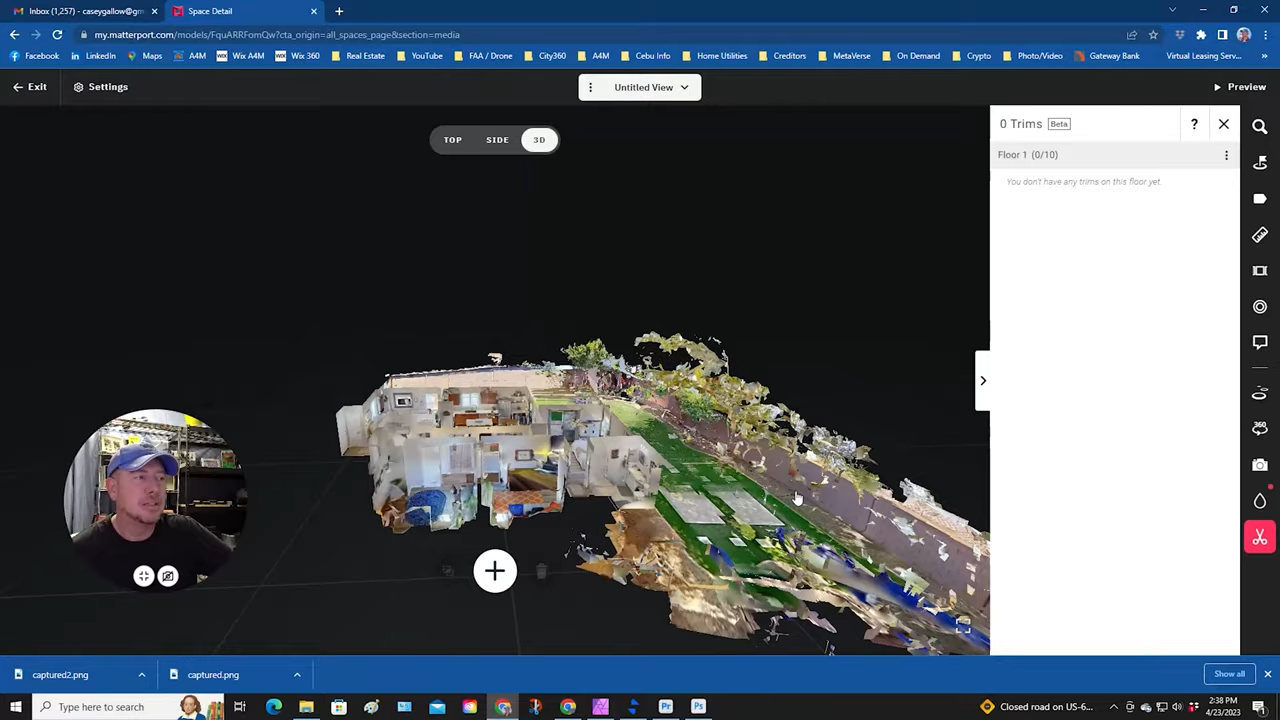 Inbox (1,257) - caseygallow@gm
Space Detail
my.matterport.com/models/FquARRFomQw?cta_origin=all_spaces_page&section=media
Facebook
LinkedIn
Maps
A4M
Wix A4M
Wix 360
Real Estate
YouTube
FAA / Drone
City360
A4M
Cebu Info
Home Utilities
Creditors
MetaVerse
On Demand
Crypto
Photo/Video
Gateway Bank
Virtual Leasing Serv...
Exit
Settings
Untitled View
Preview
TOP
SIDE
3D
0 Trims Beta
?
Floor 1 (0/10)
You don't have any trims on this floor yet.
360
captured2.png
captured.png
Show all
Type here to search
Pr
Ps
Closed road on US-6...
2:38 PM
4/23/2023